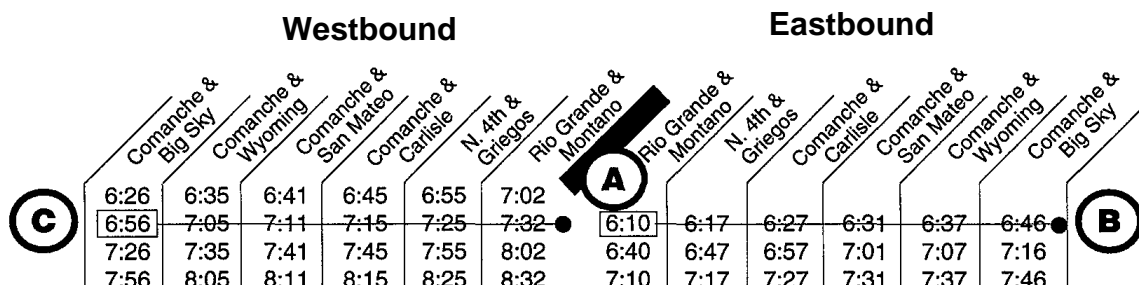 Westbound Eastbound
Comanche & Big Sky
Comanche & Wyoming
Comanche & San Mateo
Comanche & Carlisle
N. 4th & Griegos
Rio Grande & Montano
Rio Grande & Montano
N. 4th & Griegos
Comanche & Carlisle
Comanche & San Mateo
Comanche & Wyoming
Comanche & Big Sky
A
6:26 6:35 6:41 6:45 6:55 7:02
C 6:56 7:05 7:11 7:15 7:25 7:32 6:10 6:17 6:27 6:31 6:37 6:46 B
7:26 7:35 7:41 7:45 7:55 8:02 6:40 6:47 6:57 7:01 7:07 7:16
7:56 8:05 8:11 8:15 8:25 8:32 7:10 7:17 7:27 7:31 7:37 7:46